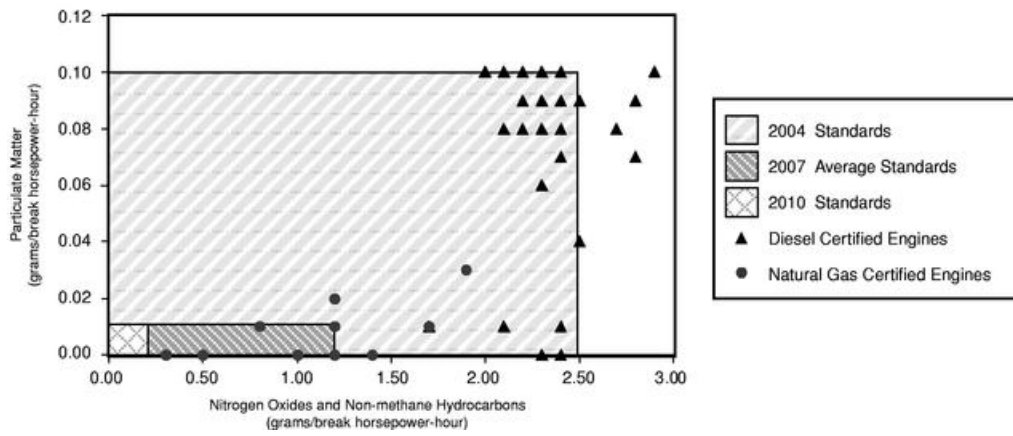 0.12
0.10
0.08
0.06
0.04
0.02
0.00
Particulate Matter
(grams/break horsepower-hour)
0.00 0.50 1.00 1.50 2.00 2.50 3.00
Nitrogen Oxides and Non-methane Hydrocarbons
(grams/break horsepower-hour)
2004 Standards
2007 Average Standards
2010 Standards
Diesel Certified Engines
Natural Gas Certified Engines